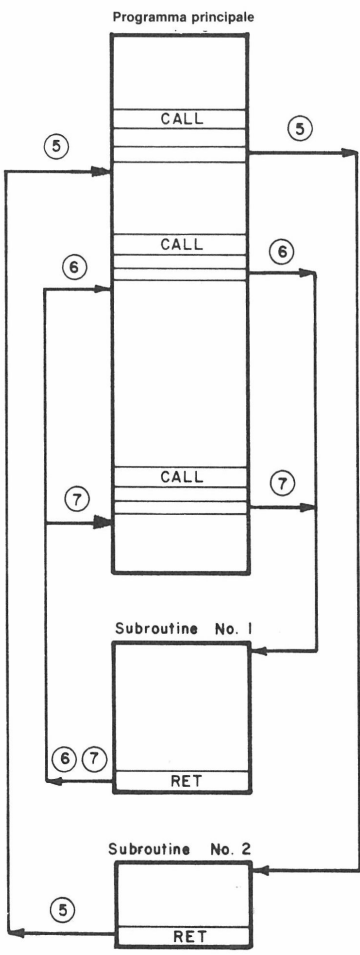 Programma principale
CALL
5 5
CALL
6 6
CALL
7 7
Subroutine No. 1
6 7
RET
Subroutine No. 2
5
RET